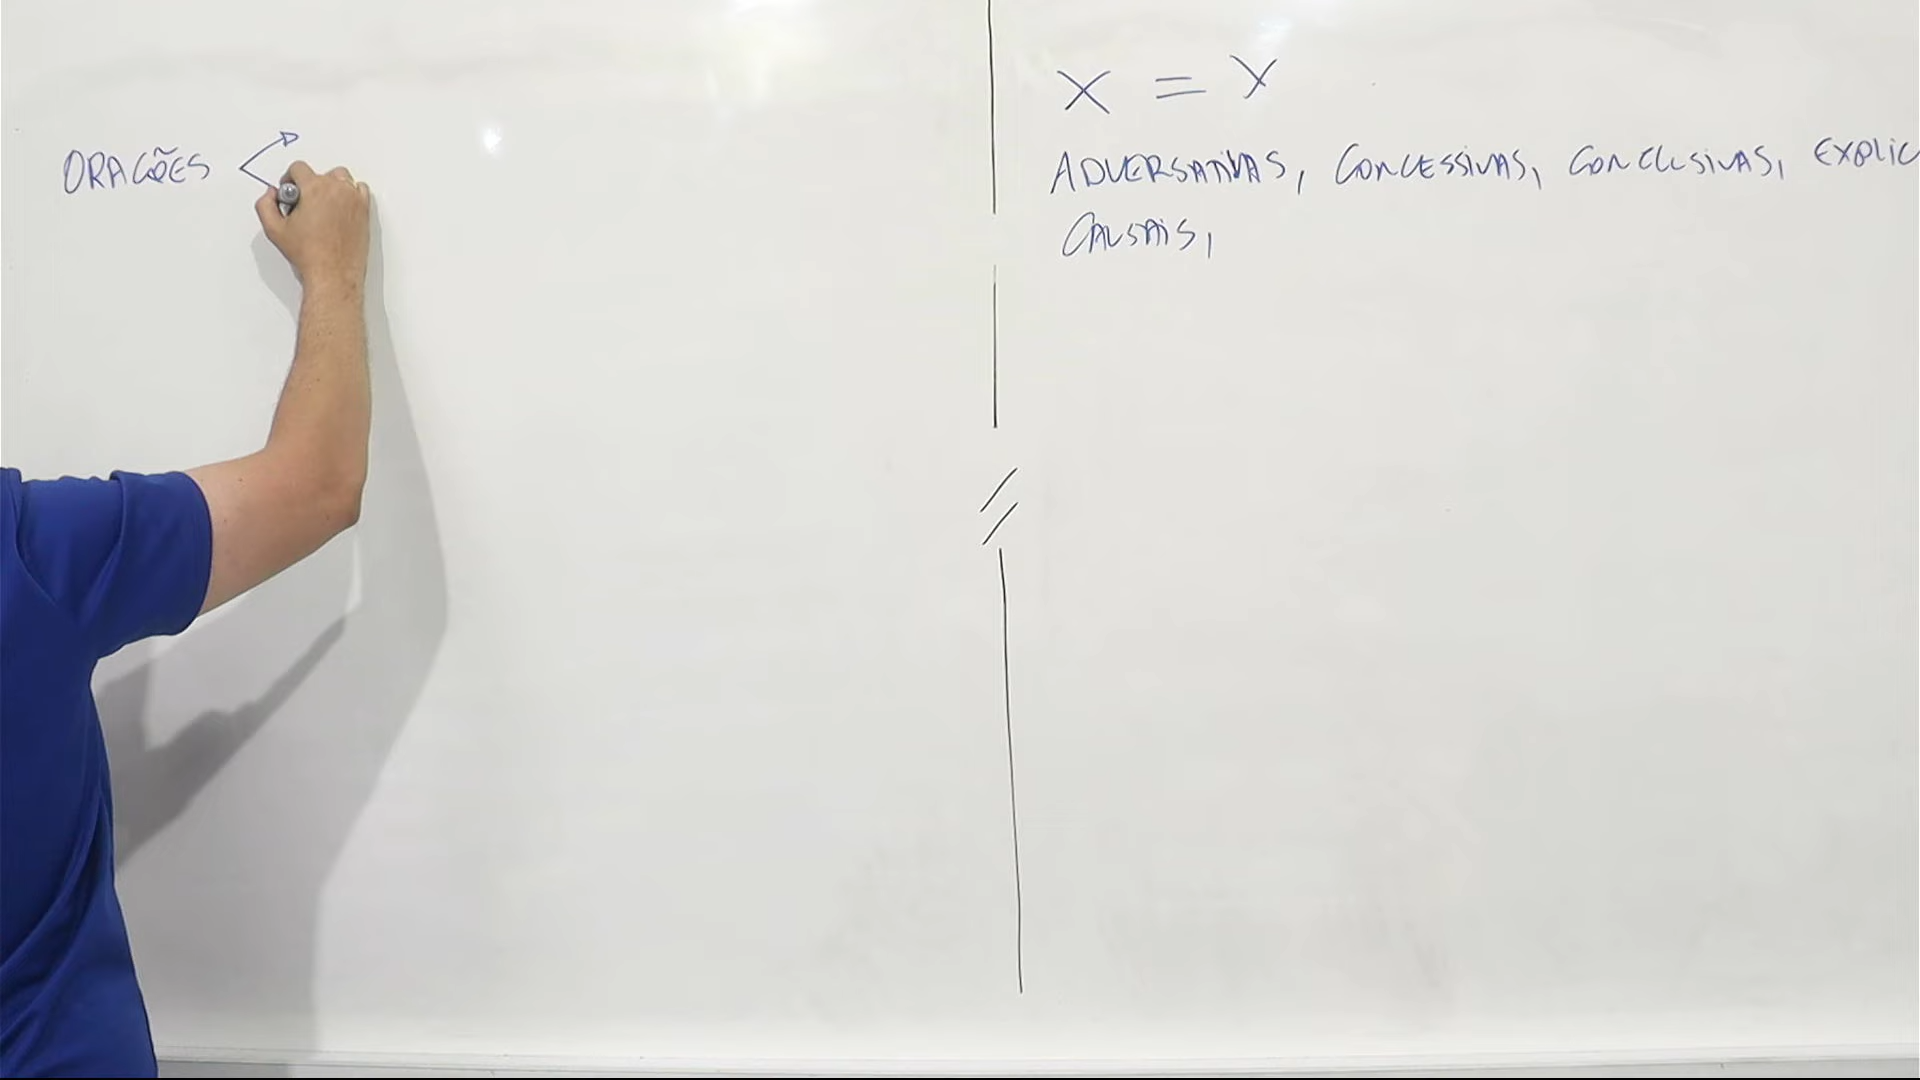 ORAÇÕES
X = X
ADVERSATIVAS, CONCESSIVAS, CONCLUSIVAS, EXPLIC
CAUSAIS,